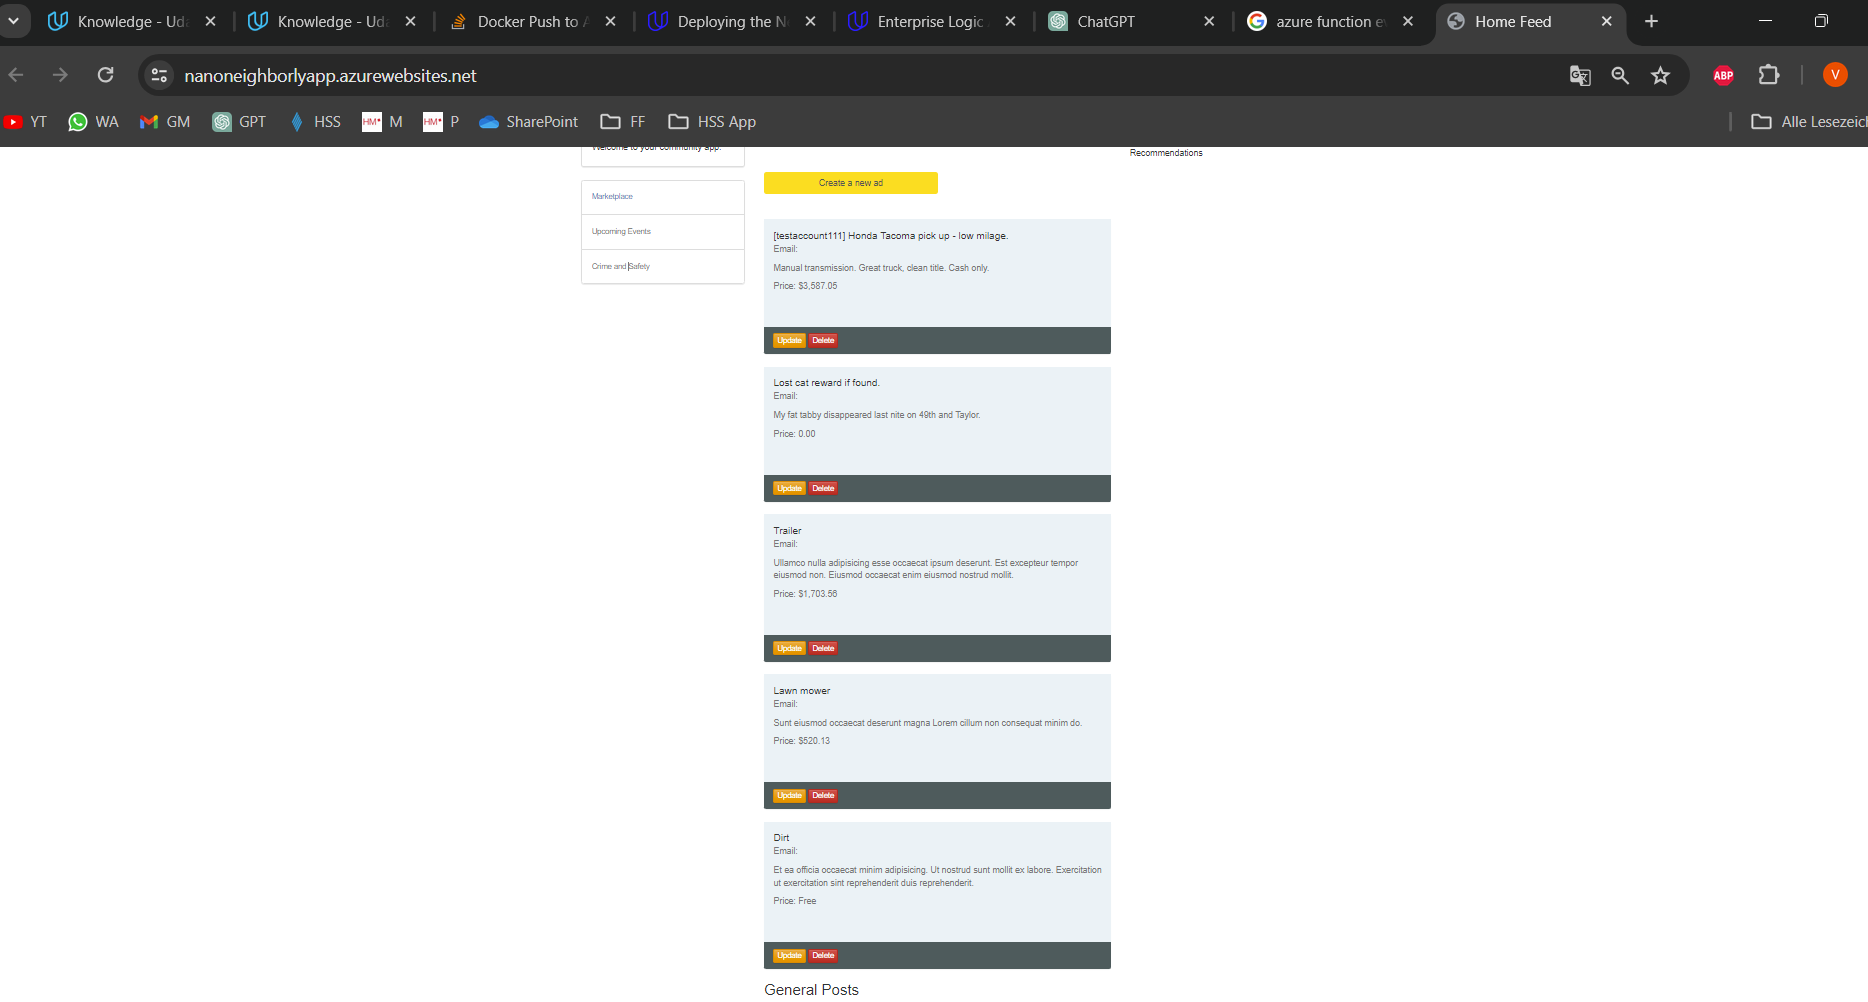 Knowledge - Uda
Knowledge - Uda
Docker Push to A
Deploying the N
Enterprise Logic
ChatGPT
azure function e
Home Feed
nanoneighborlyapp.azurewebsites.net
ABP
V
YT
WA
GM
GPT
HSS
HM* M
HM* P
SharePoint
FF
HSS App
Alle Lesezeich
Welcome to your community app.
Marketplace
Upcoming Events
Crime and Safety
Create a new ad
[testaccount111] Honda Tacoma pick up - low milage.
Email:
Manual transmission. Great truck, clean title. Cash only.
Price: $3,587.05
Update Delete
Lost cat reward if found.
Email:
My fat tabby disappeared last nite on 49th and Taylor.
Price: 0.00
Update Delete
Trailer
Email:
Ullamco nulla adipisicing esse occaecat ipsum deserunt. Est excepteur tempor
eiusmod non. Eiusmod occaecat enim eiusmod nostrud mollit.
Price: $1,703.56
Update Delete
Lawn mower
Email:
Sunt eiusmod occaecat deserunt magna Lorem cillum non consequat minim do.
Price: $520.13
Update Delete
Dirt
Email:
Et ea officia occaecat minim adipisicing. Ut nostrud sunt mollit ex labore. Exercitation
ut exercitation sint reprehenderit duis reprehenderit.
Price: Free
Update Delete
General Posts
Recommendations